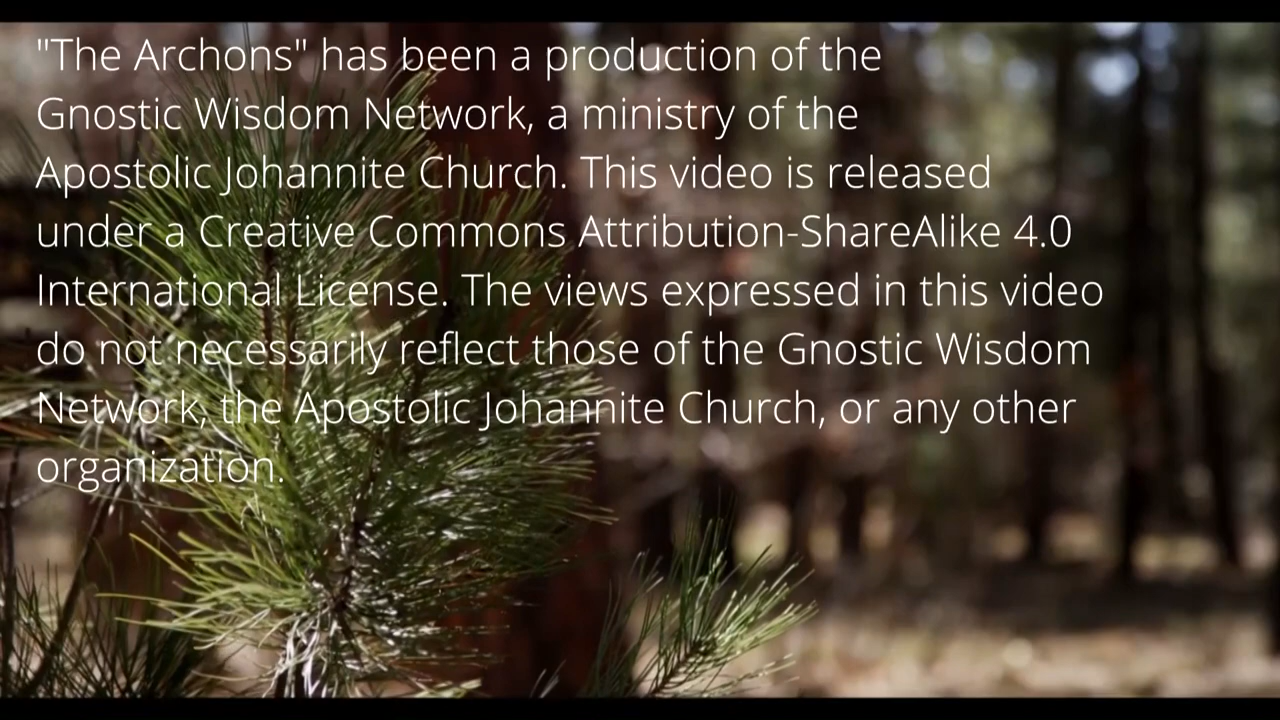 "The Archons" has been a production of the
Gnostic Wisdom Network, a ministry of the
Apostolic Johannite Church. This video is released
under a Creative Commons Attribution-ShareAlike 4.0
International License. The views expressed in this video
do not necessarily reflect those of the Gnostic Wisdom
Network, the Apostolic Johannite Church, or any other
organization.